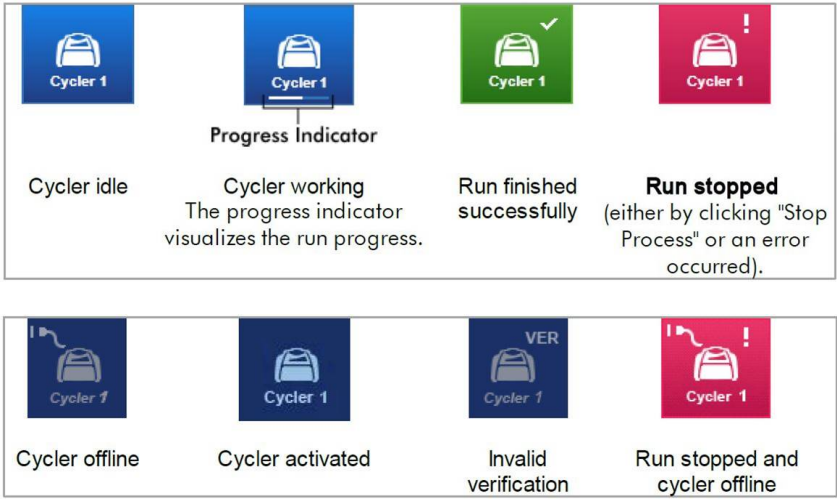 Cycler 1
Cycler 1
Cycler 1
Cycler 1
Progress Indicator
Cycler idle
Cycler working
The progress indicator
visualizes the run progress.
Run finished
successfully
Run stopped
(either by clicking "Stop
Process" or an error
occurred).
VER
Cycler 1
Cycler 1
Cycler 1
Cycler 1
Cycler offline
Cycler activated
Invalid
verification
Run stopped and
cycler offline